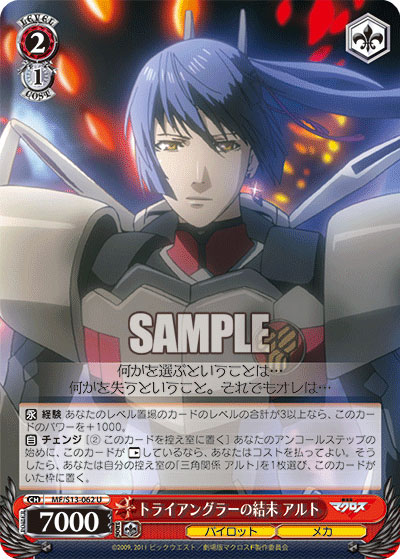 LEVEL
2
1
COST
SAMPLE
何かを選ぶということは…
何かを失うということ。それでもオレは…
永 経験 あなたのレベル置場のカードのレベルの合計が3以上なら、このカード
のパワーを＋1000。
自 チェンジ [② このカードを控え室に置く] あなたのアンコールステップの
始めに、このカードが しているなら、あなたはコストを払ってよい。そうした
ら、あなたは自分の控え室の「三角関係 アルト」を1枚選び、このカードがい
た枠に置く。
CH MF/S13-062 U
7000
トライアングラーの結末 アルト
マクロス
パイロット
メカ
©2009, 2011 ビックウエスト／劇場版マクロスF製作委員会